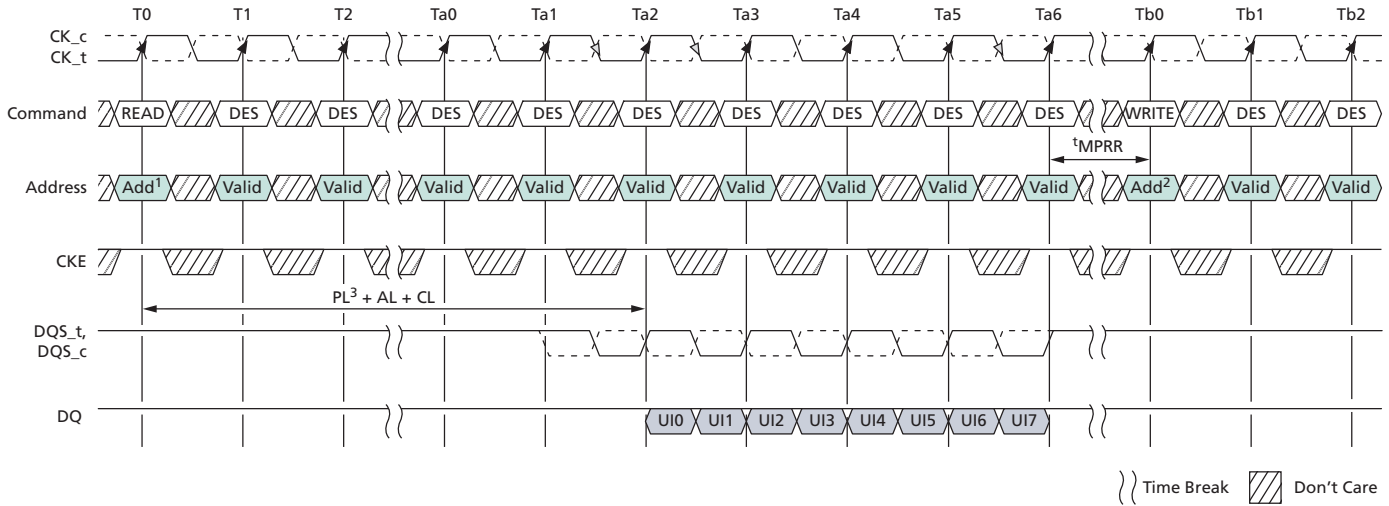 T0 T1 T2 Ta0 Ta1 Ta2 Ta3 Ta4 Ta5 Ta6 Tb0 Tb1 Tb2
CK_c
CK_t
Command READ DES DES DES DES DES DES DES DES DES WRITE DES DES
tMPRR
Address Add1 Valid Valid Valid Valid Valid Valid Valid Valid Valid Add2 Valid Valid
CKE
PL3 + AL + CL
DQS_t,
DQS_c
DQ UI0 UI1 UI2 UI3 UI4 UI5 UI6 UI7
Time Break Don't Care